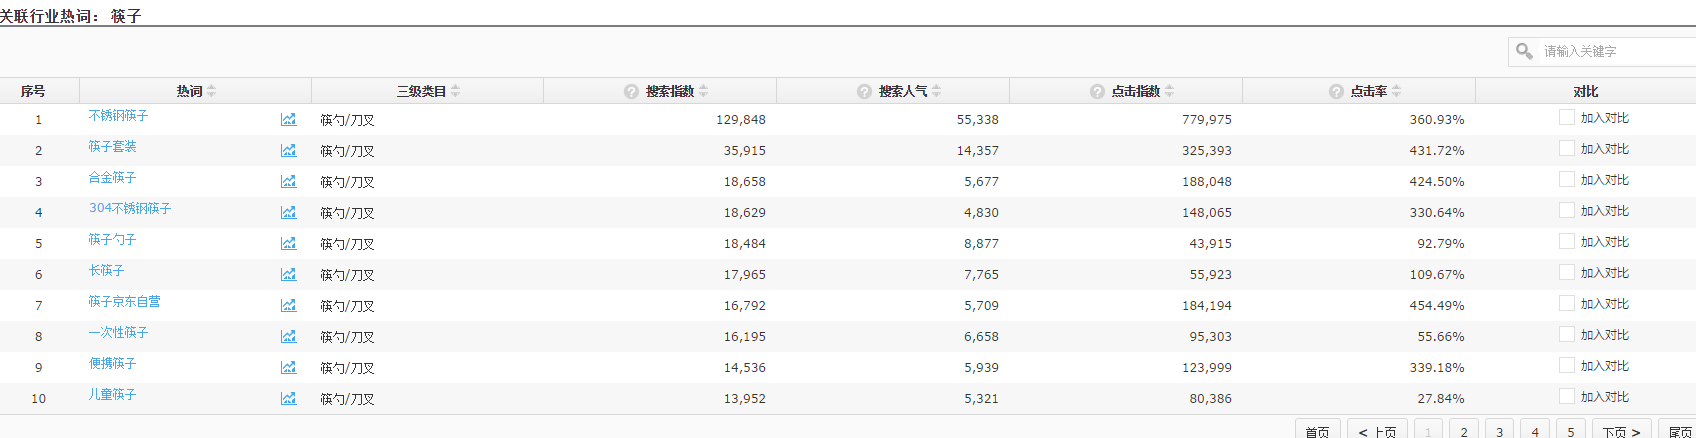 关联行业热词： 筷子
请输入关键字
序号 热词 三级类目 ? 搜索指数 ? 搜索人气 ? 点击指数 ? 点击率 对比
1 不锈钢筷子 筷勺/刀叉 129,848 55,338 779,975 360.93% 加入对比
2 筷子套装 筷勺/刀叉 35,915 14,357 325,393 431.72% 加入对比
3 合金筷子 筷勺/刀叉 18,658 5,677 188,048 424.50% 加入对比
4 304不锈钢筷子 筷勺/刀叉 18,629 4,830 148,065 330.64% 加入对比
5 筷子勺子 筷勺/刀叉 18,484 8,877 43,915 92.79% 加入对比
6 长筷子 筷勺/刀叉 17,965 7,765 55,923 109.67% 加入对比
7 筷子京东自营 筷勺/刀叉 16,792 5,709 184,194 454.49% 加入对比
8 一次性筷子 筷勺/刀叉 16,195 6,658 95,303 55.66% 加入对比
9 便携筷子 筷勺/刀叉 14,536 5,939 123,999 339.18% 加入对比
10 儿童筷子 筷勺/刀叉 13,952 5,321 80,386 27.84% 加入对比
首页 < 上页 1 2 3 4 5 下页 > 尾页